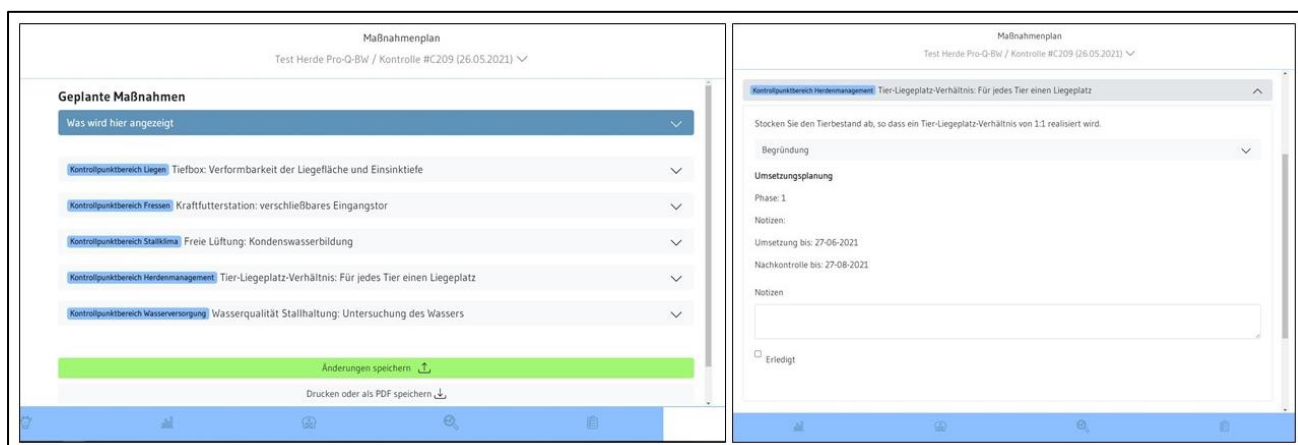 Maßnahmenplan
Test Herde Pro-Q-BW / Kontrolle #C209 (26.05.2021)
Geplante Maßnahmen
Was wird hier angezeigt
Kontrollpunktbereich Liegen Tiefbox: Verformbarkeit der Liegefläche und Einsinktiefe
Kontrollpunktbereich Fressen Kraftfutterstation: verschließbares Eingangstor
Kontrollpunktbereich Stallklima Freie Lüftung: Kondenswasserbildung
Kontrollpunktbereich Herdenmanagement Tier-Liegeplatz-Verhältnis: Für jedes Tier einen Liegeplatz
Kontrollpunktbereich Wasserversorgung Wasserqualität Stallhaltung: Untersuchung des Wassers
Änderungen speichern
Drucken oder als PDF speichern
Maßnahmenplan
Test Herde Pro-Q-BW / Kontrolle #C209 (26.05.2021)
Kontrollpunktbereich Herdenmanagement Tier-Liegeplatz-Verhältnis: Für jedes Tier einen Liegeplatz
Stocken Sie den Tierbestand ab, so dass ein Tier-Liegeplatz-Verhältnis von 1:1 realisiert wird.
Begründung
Umsetzungsplanung
Phase: 1
Notizen:
Umsetzung bis: 27-06-2021
Nachkontrolle bis: 27-08-2021
Notizen
Erledigt